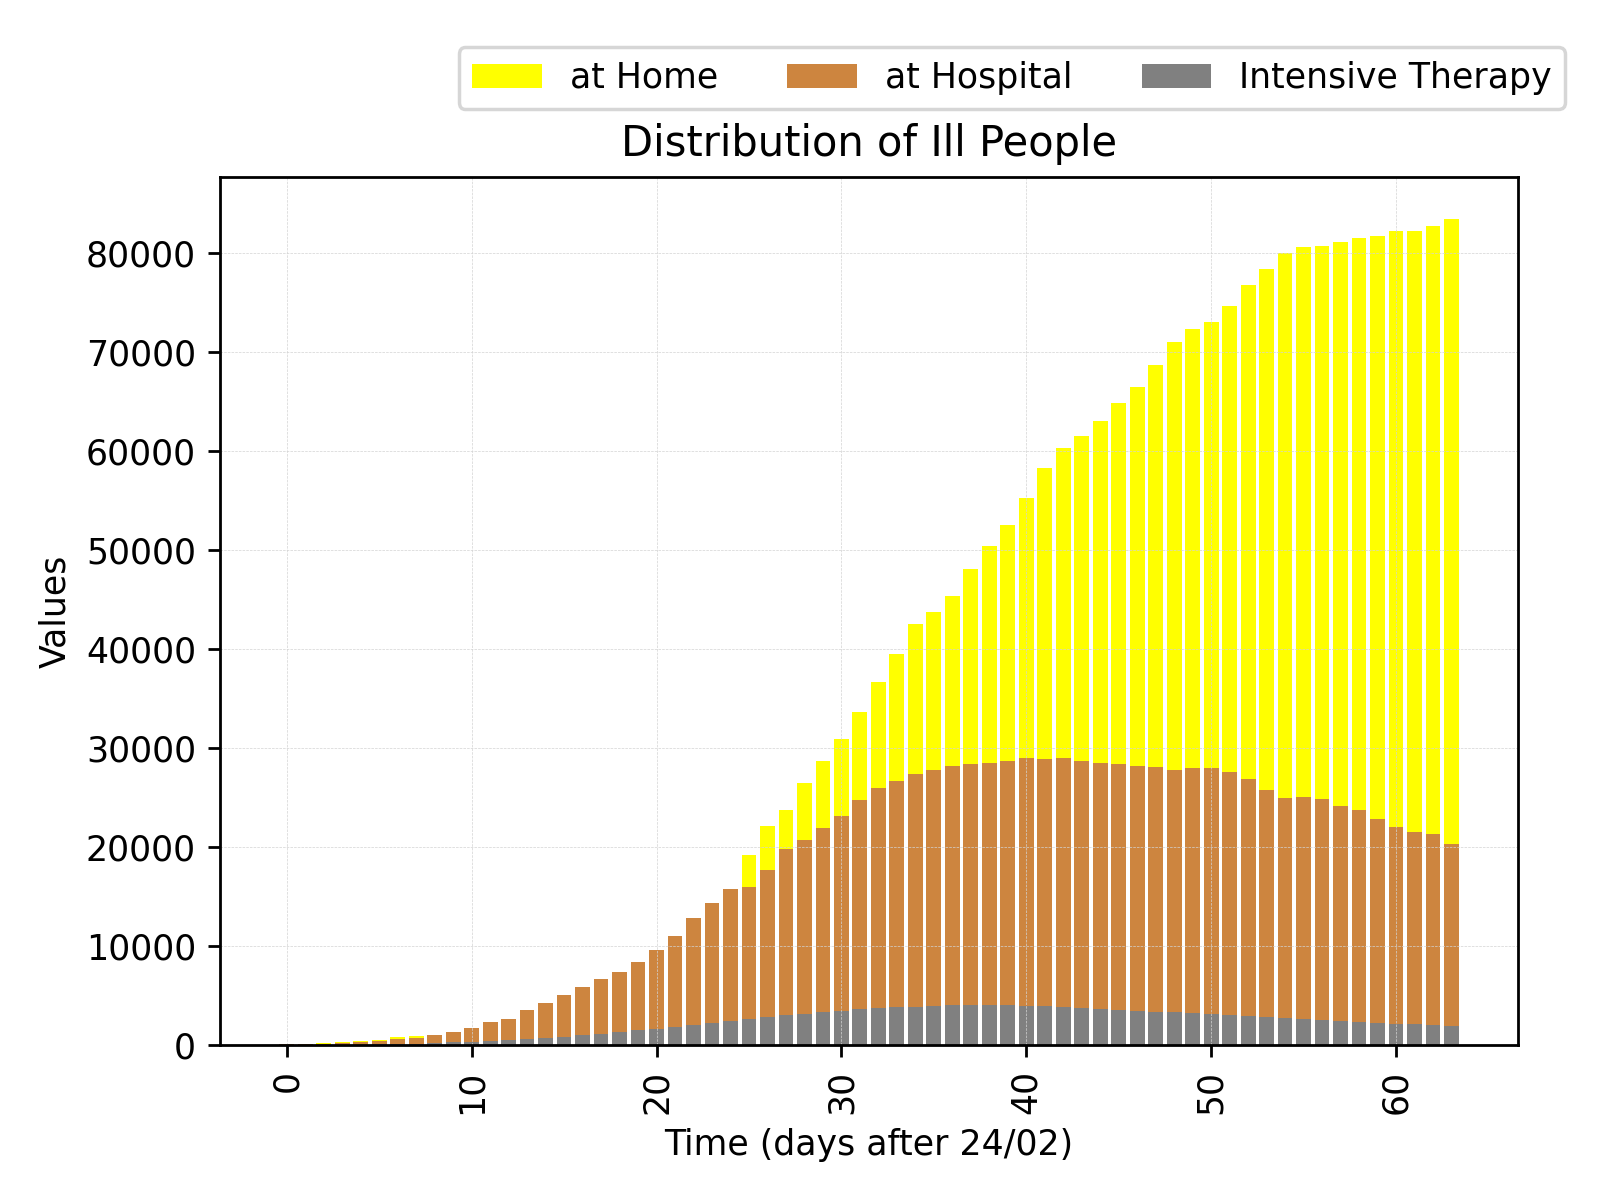 at Home at Hospital Intensive Therapy
Distribution of Ill People
80000
70000
60000
50000
40000
30000
20000
10000
0
Values
0 10 20 30 40 50 60
Time (days after 24/02)